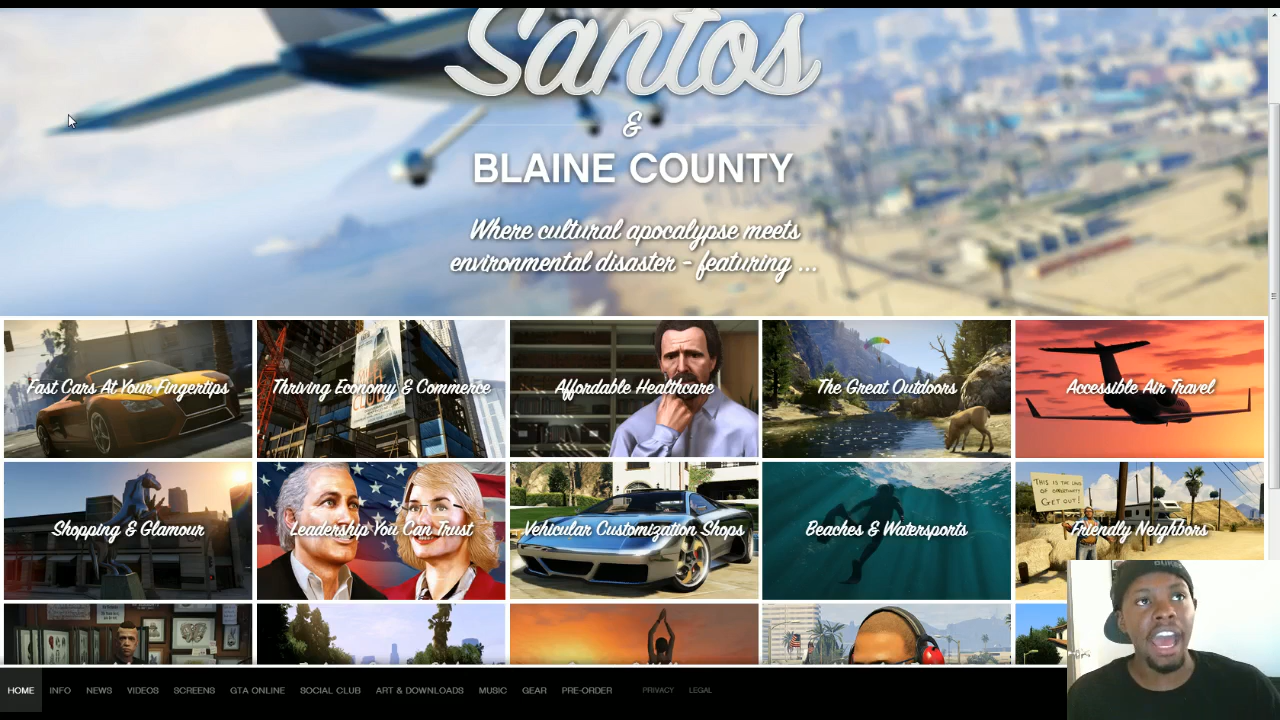 Santos
&
BLAINE COUNTY
Where cultural apocalypse meets
environmental disaster - featuring ...
Fast Cars At Your Fingertips
Thriving Economy & Commerce
Affordable Healthcare
The Great Outdoors
Accessible Air Travel
Shopping & Glamour
Leadership You Can Trust
Vehicular Customization Shops
Beaches & Watersports
THIS IS THE LAND
OF OPPORTUNITY
GET OUT!
Friendly Neighbors
HOME INFO NEWS VIDEOS SCREENS GTA ONLINE SOCIAL CLUB ART & DOWNLOADS MUSIC GEAR PRE-ORDER PRIVACY LEGAL